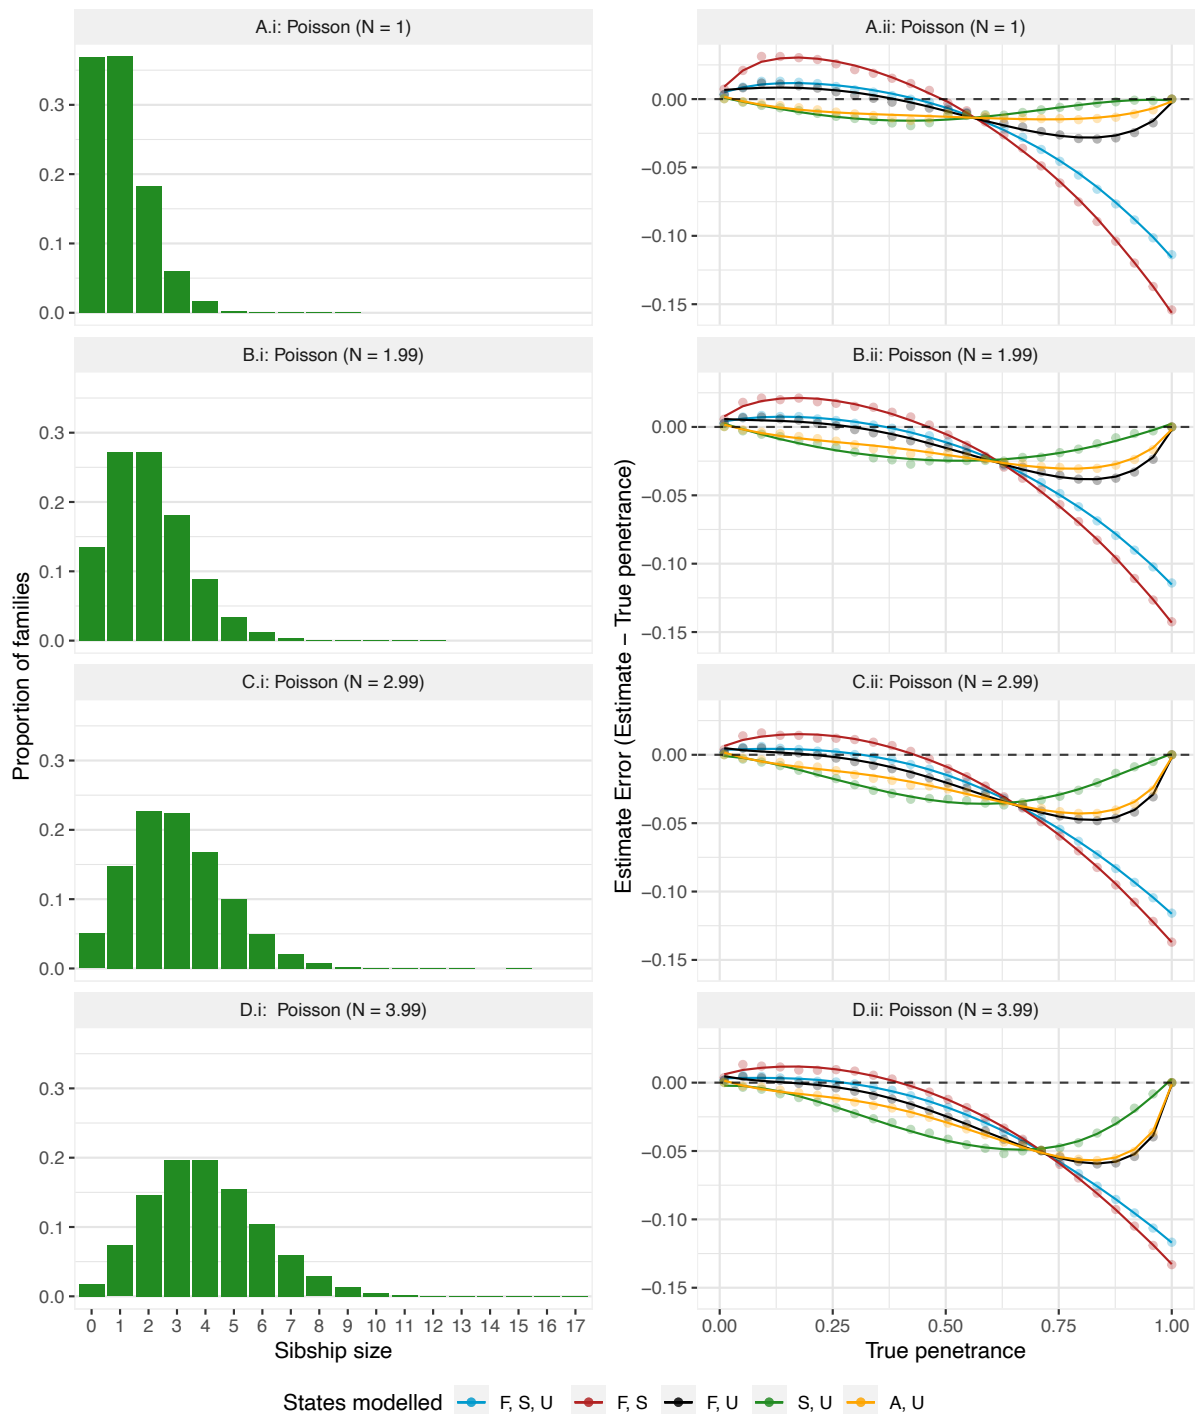 A.i: Poisson (N = 1)
0.3
0.2
0.1
0.0
B.i: Poisson (N = 1.99)
0.3
0.2
0.1
0.0
C.i: Poisson (N = 2.99)
0.3
0.2
0.1
0.0
D.i: Poisson (N = 3.99)
0.3
0.2
0.1
0.0
0 1 2 3 4 5 6 7 8 9 10 11 12 13 14 15 16 17
Sibship size
Proportion of families
A.ii: Poisson (N = 1)
0.00
−0.05
−0.10
−0.15
B.ii: Poisson (N = 1.99)
0.00
−0.05
−0.10
−0.15
C.ii: Poisson (N = 2.99)
0.00
−0.05
−0.10
−0.15
D.ii: Poisson (N = 3.99)
0.00
−0.05
−0.10
−0.15
0.00 0.25 0.50 0.75 1.00
True penetrance
Estimate Error (Estimate − True penetrance)
States modelled F, S, U F, S F, U S, U A, U